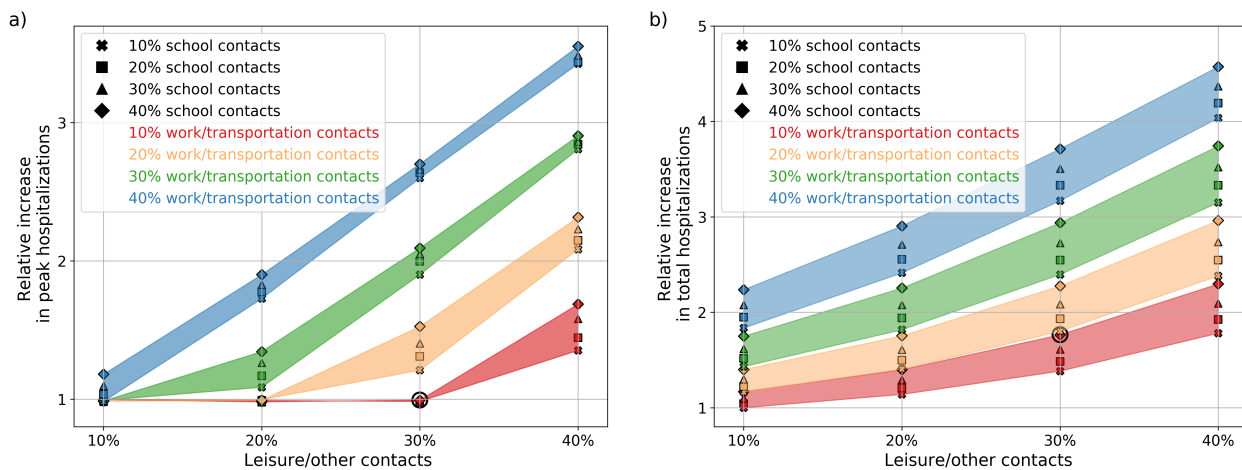 a)
10% school contacts
20% school contacts
30% school contacts
40% school contacts
10% work/transportation contacts
20% work/transportation contacts
30% work/transportation contacts
40% work/transportation contacts
Relative increase
in peak hospitalizations
3
2
1
10% 20% 30% 40%
Leisure/other contacts
b)
10% school contacts
20% school contacts
30% school contacts
40% school contacts
10% work/transportation contacts
20% work/transportation contacts
30% work/transportation contacts
40% work/transportation contacts
Relative increase
in total hospitalizations
5
4
3
2
1
10% 20% 30% 40%
Leisure/other contacts